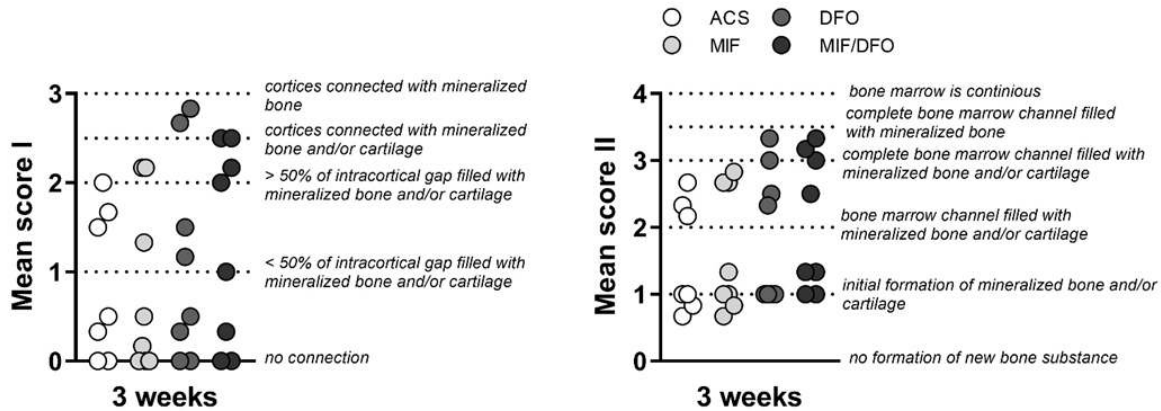 ACS DFO
MIF MIF/DFO
Mean score I
3
2
1
0
cortices connected with mineralized
bone
cortices connected with mineralized
bone and/or cartilage
> 50% of intracortical gap filled with
mineralized bone and/or cartilage
< 50% of intracortical gap filled with
mineralized bone and/or cartilage
no connection
3 weeks
Mean score II
4
3
2
1
0
bone marrow is continious
complete bone marrow channel filled
with mineralized bone
complete bone marrow channel filled with
mineralized bone and/or cartilage
bone marrow channel filled with
mineralized bone and/or cartilage
initial formation of mineralized bone and/or
cartilage
no formation of new bone substance
3 weeks